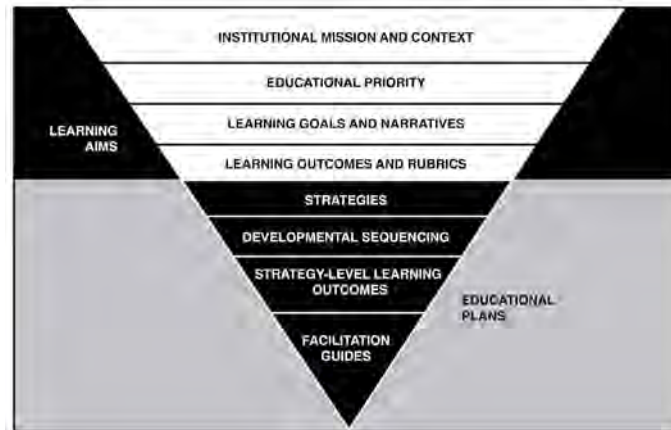 INSTITUTIONAL MISSION AND CONTEXT
EDUCATIONAL PRIORITY
LEARNING GOALS AND NARRATIVES
LEARNING
AIMS
LEARNING OUTCOMES AND RUBRICS
STRATEGIES
DEVELOPMENTAL SEQUENCING
STRATEGY-LEVEL LEARNING
OUTCOMES
EDUCATIONAL
PLANS
FACILITATION
GUIDES